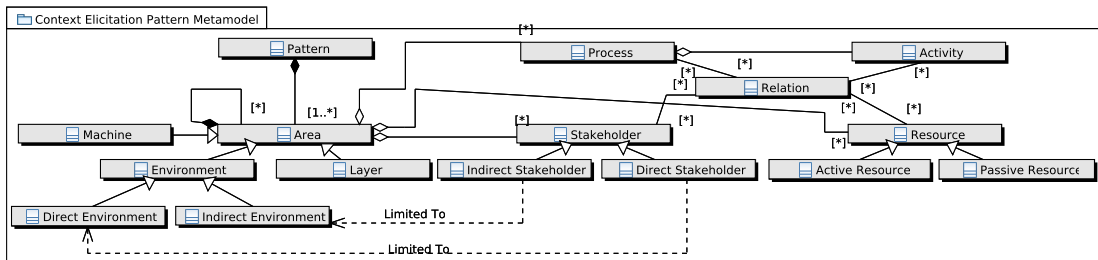 Context Elicitation Pattern Metamodel
[*]
Pattern
Process
Activity
[*]
[*]
[*]
[*]
Relation
[*]
[*]
[1..*]
[*]
[*]
[*]
[*]
Machine
Area
Stakeholder
Resource
[*]
Environment
Layer
Indirect Stakeholder
Direct Stakeholder
Active Resource
Passive Resource
Direct Environment
Indirect Environment
Limited To
Limited To